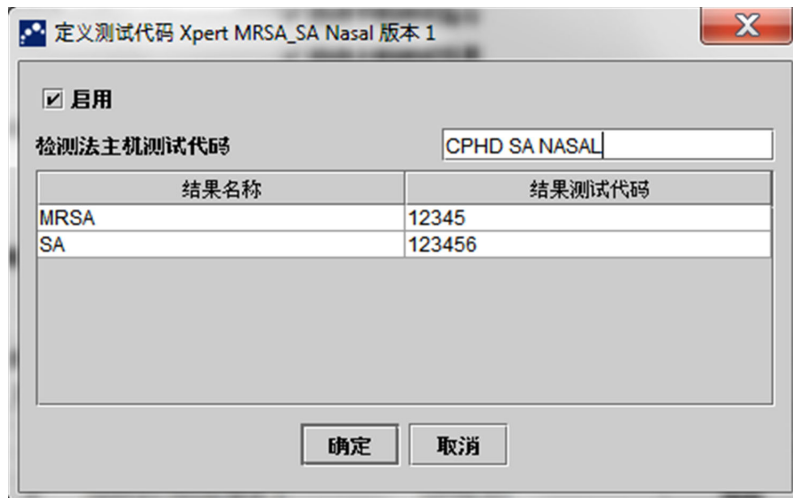 定义测试代码 Xpert MRSA_SA Nasal 版本 1
启用
检测法主机测试代码 CPHD SA NASAL
结果名称 结果测试代码
MRSA 12345
SA 123456
确定 取消